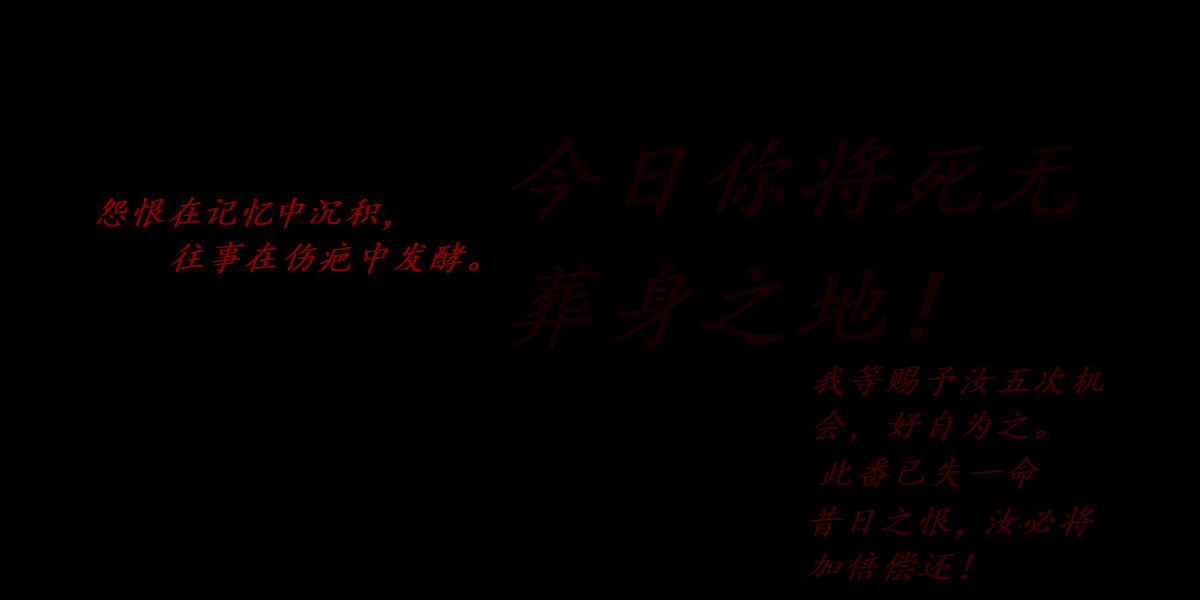 怨恨在记忆中沉积，
往事在伤疤中发酵。
今日你将死无
葬身之地！
我等赐予汝五次机
会，好自为之。
此番已失一命
昔日之恨，汝必将
加倍偿还！